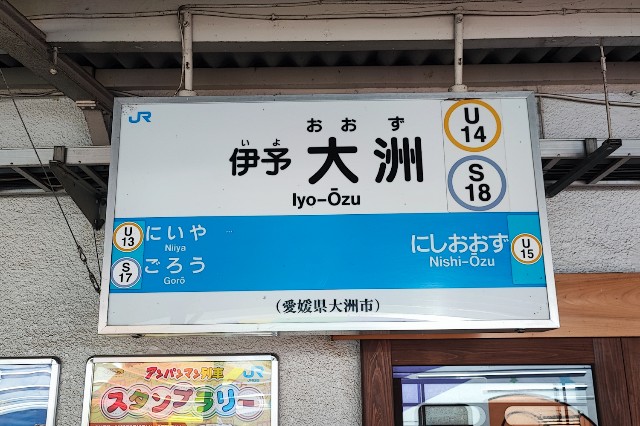 JR
いよ おおず
伊予 大洲
Iyo-Ōzu
U
14
S
18
U
13
にいや
Niiya
S
17
ごろう
Gorō
にしおおず
Nishi-Ōzu
U
15
（愛媛県大洲市）
アンパンマン列車
JR
スタンプラリー